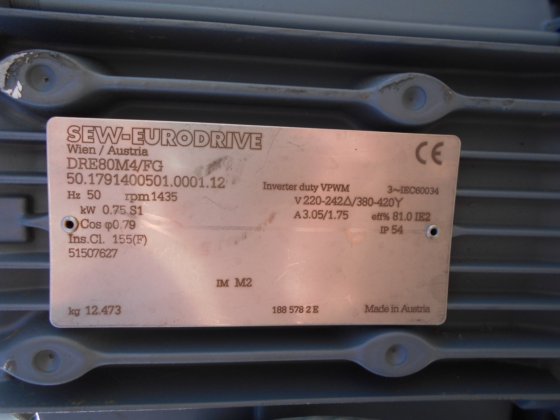 SEW-EURODRIVE
Wien / Austria
DRE80M4/FG
50.1791400501.0001.12
Inverter duty VPWM 3~IEC60034
Hz 50 rpm 1435
V 220-242Δ/380-420Y
kW 0.75 S1
A 3.05/1.75 eff% 81.0 IE2
Cos φ0.79
IP 54
Ins.Cl. 155(F)
51507627
IM M2
kg 12.473
188 578 2 E
Made in Austria
CE